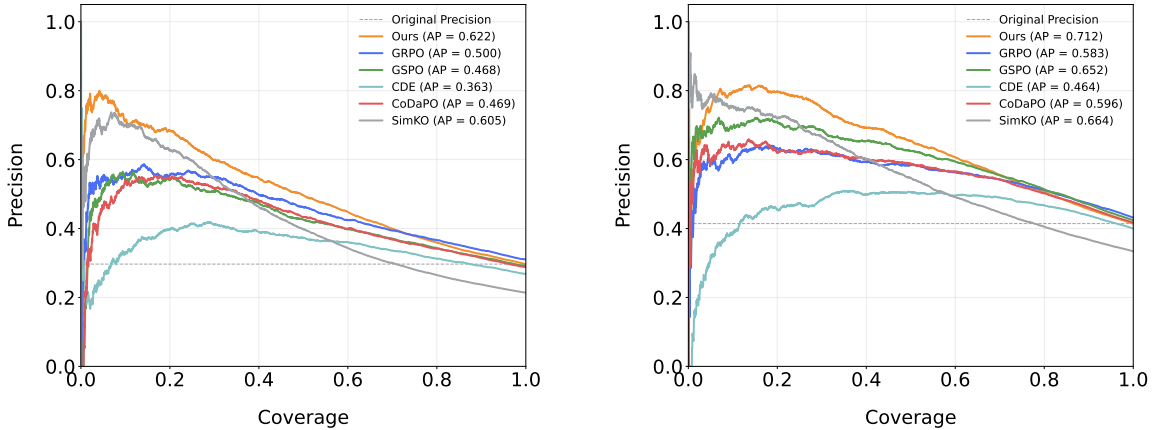 1.0
0.8
0.6
0.4
0.2
0.0
0.0 0.2 0.4 0.6 0.8 1.0
Precision
Coverage
Original Precision
Ours (AP = 0.622)
GRPO (AP = 0.500)
GSPO (AP = 0.468)
CDE (AP = 0.363)
CoDaPO (AP = 0.469)
SimKO (AP = 0.605)
1.0
0.8
0.6
0.4
0.2
0.0
0.0 0.2 0.4 0.6 0.8 1.0
Precision
Coverage
Original Precision
Ours (AP = 0.712)
GRPO (AP = 0.583)
GSPO (AP = 0.652)
CDE (AP = 0.464)
CoDaPO (AP = 0.596)
SimKO (AP = 0.664)